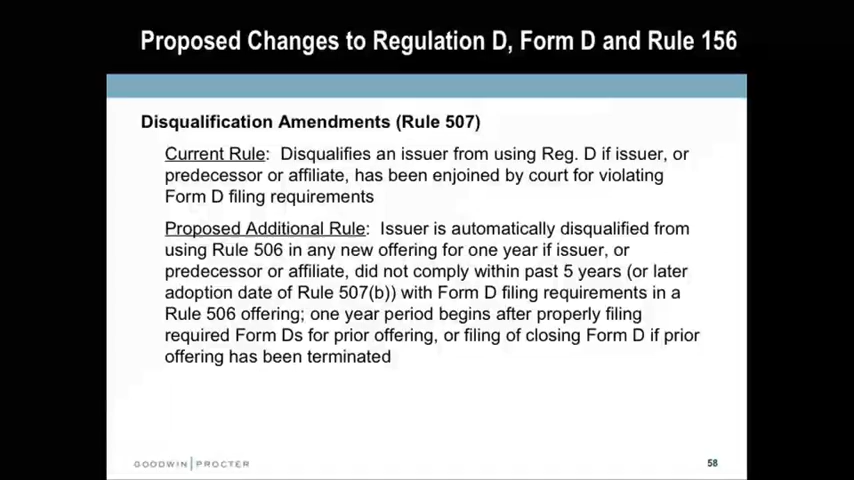 Proposed Changes to Regulation D, Form D and Rule 156
Disqualification Amendments (Rule 507)
Current Rule: Disqualifies an issuer from using Reg. D if issuer, or
predecessor or affiliate, has been enjoined by court for violating
Form D filing requirements
Proposed Additional Rule: Issuer is automatically disqualified from
using Rule 506 in any new offering for one year if issuer, or
predecessor or affiliate, did not comply within past 5 years (or later
adoption date of Rule 507(b)) with Form D filing requirements in a
Rule 506 offering; one year period begins after properly filing
required Form Ds for prior offering, or filing of closing Form D if prior
offering has been terminated
GOODWIN PROCTER
58